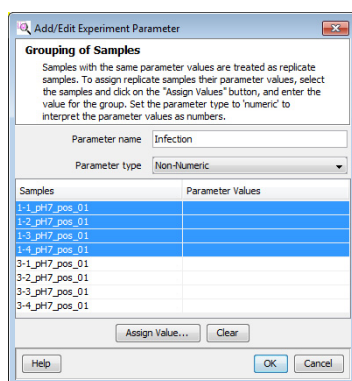 Add/Edit Experiment Parameter
Grouping of Samples
Samples with the same parameter values are treated as replicate
samples. To assign replicate samples their parameter values, select
the samples and click on the "Assign Values" button, and enter the
value for the group. Set the parameter type to 'numeric' to
interpret the parameter values as numbers.
Parameter name Infection
Parameter type Non-Numeric
Samples Parameter Values
1-1_pH7_pos_01
1-2_pH7_pos_01
1-3_pH7_pos_01
1-4_pH7_pos_01
3-1_pH7_pos_01
3-2_pH7_pos_01
3-3_pH7_pos_01
3-4_pH7_pos_01
Assign Value... Clear
Help OK Cancel